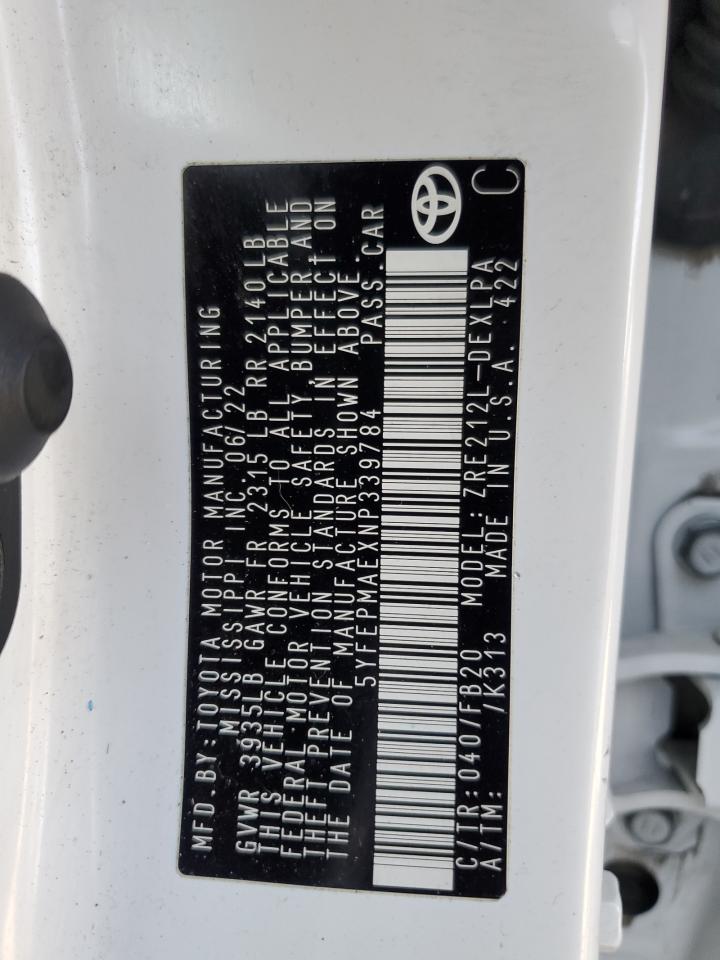 MFD.BY:TOYOTA MOTOR MANUFACTURING
MISSISSIPPI INC.06/22
GVWR 3935LB GAWR FR 2315 LB RR 2140LB
THIS VEHICLE CONFORMS TO ALL APPLICABLE
FEDERAL MOTOR VEHICLE SAFETY, BUMPER, AND
THEFT PREVENTION STANDARDS IN EFFECT ON
THE DATE OF MANUFACTURE SHOWN ABOVE.
5YFEPMAEXNP339784 PASS.CAR
C/TR:040/FB20 MODEL:ZRE212L-DEXLPA
A/TM: /K313 MADE IN U.S.A. 422
C